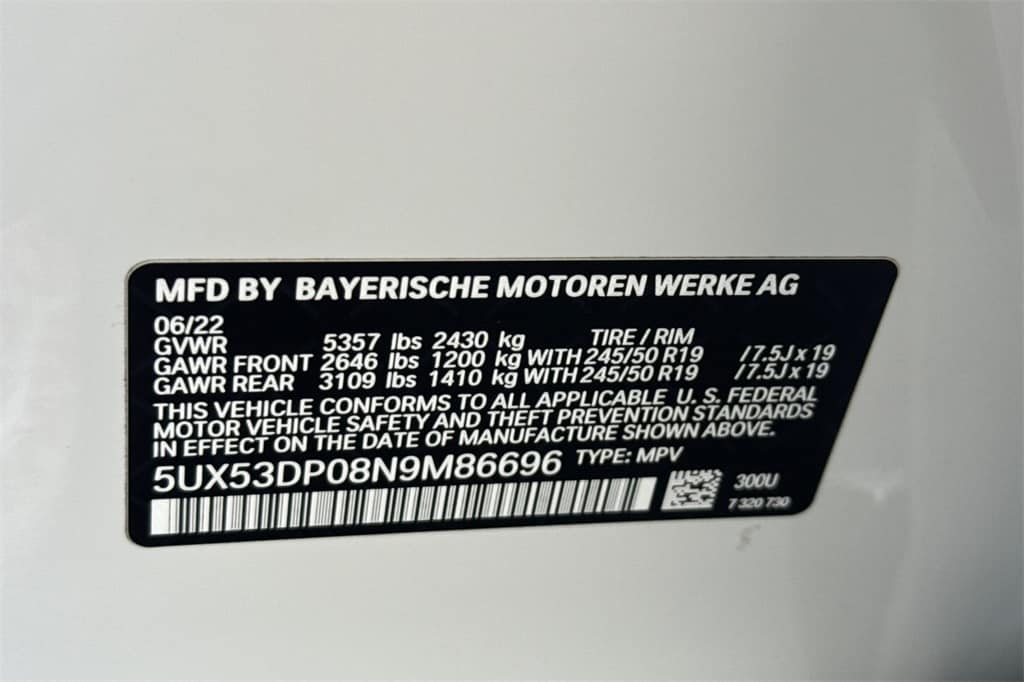 MFD BY BAYERISCHE MOTOREN WERKE AG
06/22
GVWR 5357 lbs 2430 kg TIRE / RIM
GAWR FRONT 2646 lbs 1200 kg WITH 245/50 R19 /7.5J x 19
GAWR REAR 3109 lbs 1410 kg WITH 245/50 R19 /7.5J x 19
THIS VEHICLE CONFORMS TO ALL APPLICABLE U. S. FEDERAL
MOTOR VEHICLE SAFETY AND THEFT PREVENTION STANDARDS
IN EFFECT ON THE DATE OF MANUFACTURE SHOWN ABOVE.
5UX53DP08N9M86696 TYPE: MPV
300U
7 320 730